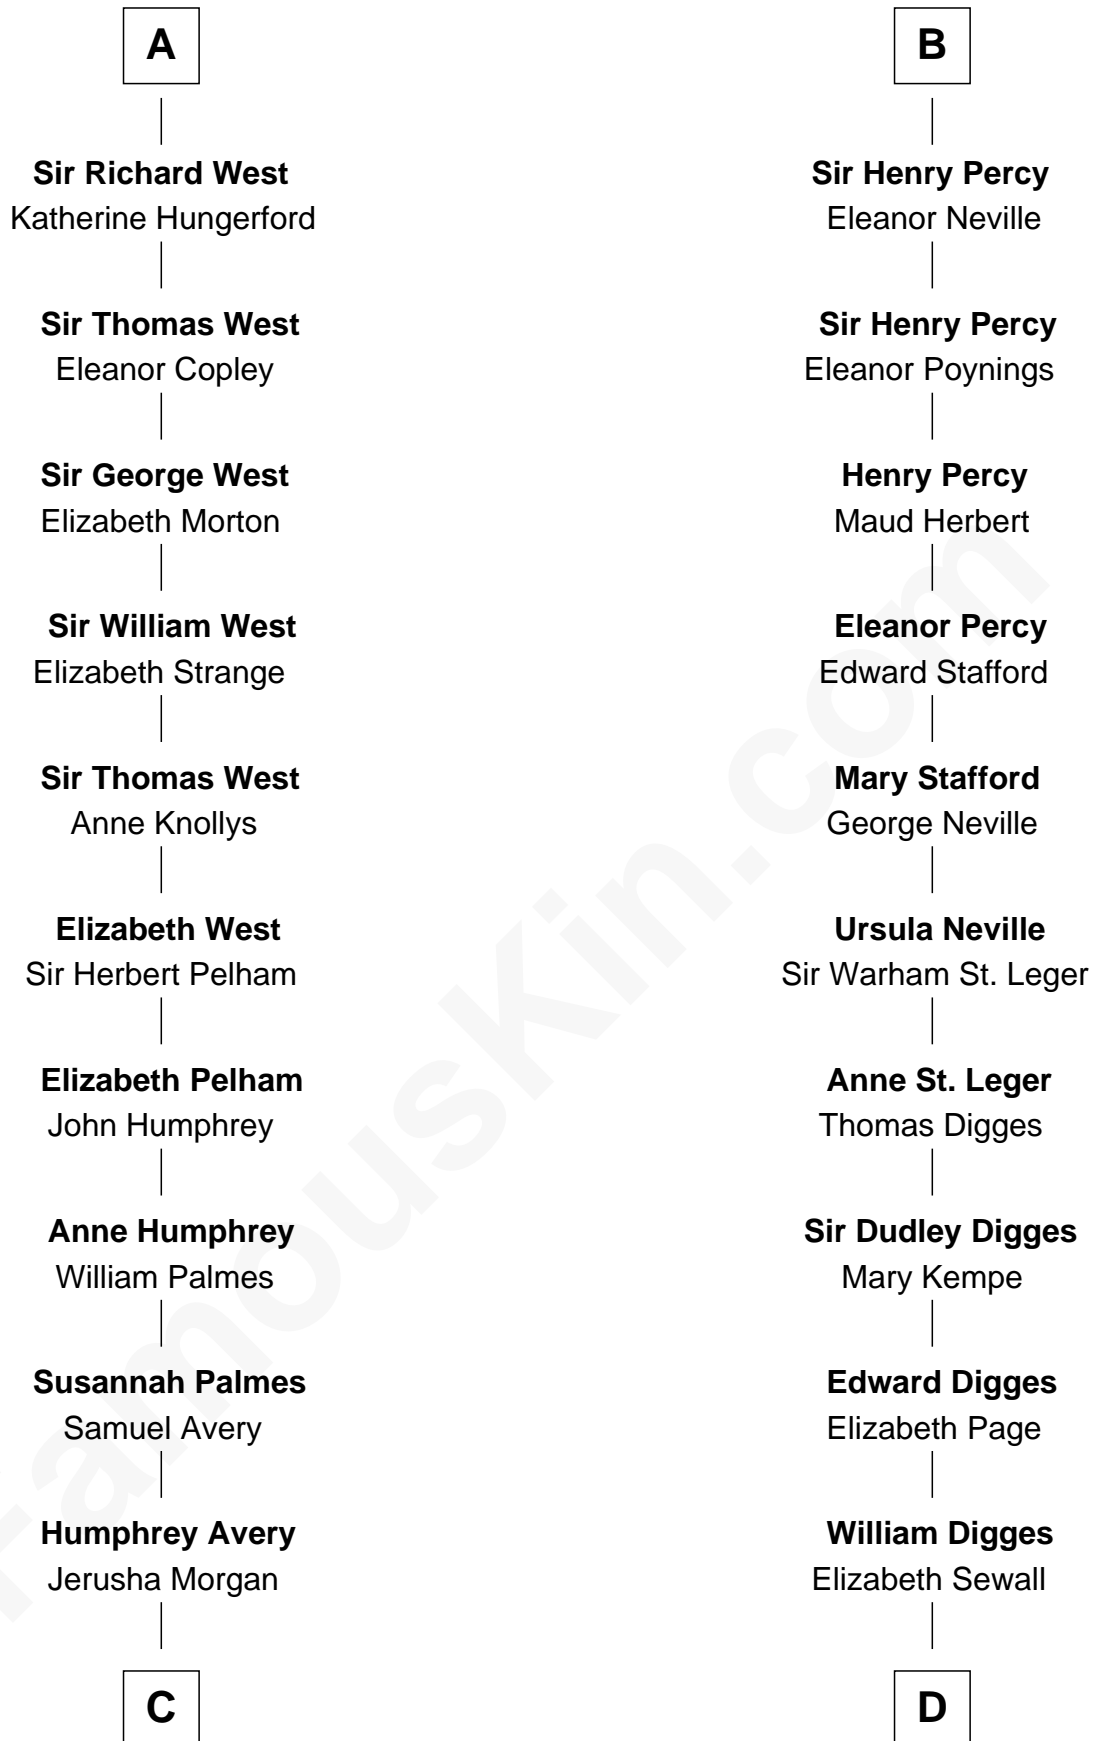 A
Sir Richard West
Katherine Hungerford
Sir Thomas West
Eleanor Copley
Sir George West
Elizabeth Morton
Sir William West
Elizabeth Strange
Sir Thomas West
Anne Knollys
Elizabeth West
Sir Herbert Pelham
Elizabeth Pelham
John Humphrey
Anne Humphrey
William Palmes
Susannah Palmes
Samuel Avery
Humphrey Avery
Jerusha Morgan
C
B
Sir Henry Percy
Eleanor Neville
Sir Henry Percy
Eleanor Poynings
Henry Percy
Maud Herbert
Eleanor Percy
Edward Stafford
Mary Stafford
George Neville
Ursula Neville
Sir Warham St. Leger
Anne St. Leger
Thomas Digges
Sir Dudley Digges
Mary Kempe
Edward Digges
Elizabeth Page
William Digges
Elizabeth Sewall
D
FamousKin.com